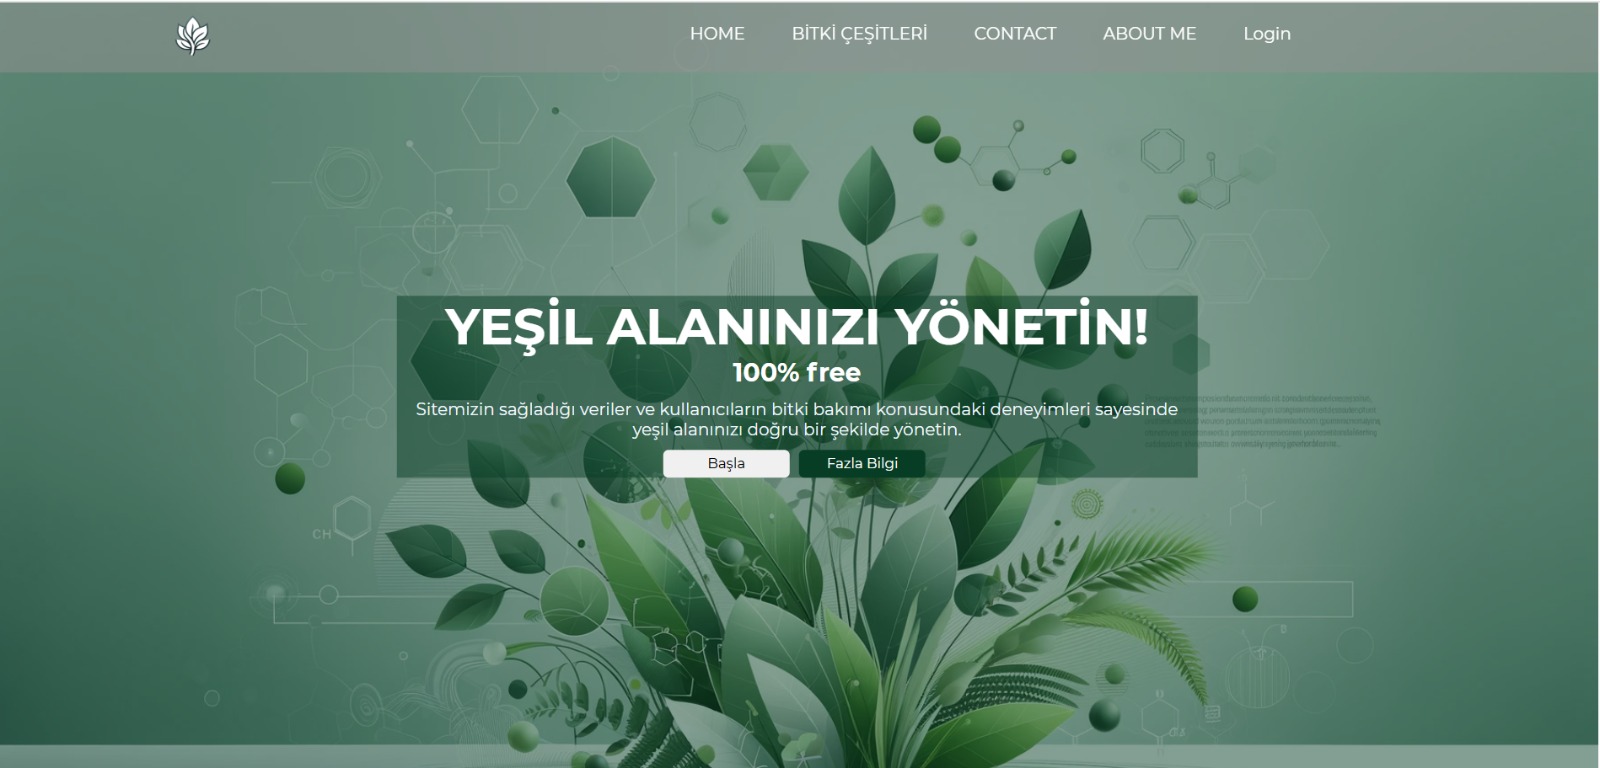 HOME BİTKİ ÇEŞİTLERİ CONTACT ABOUT ME Login
YEŞİL ALANINIZI YÖNETİN!
100% free
Sitemizin sağladığı veriler ve kullanıcıların bitki bakımı konusundaki deneyimleri sayesinde
yeşil alanınızı doğru bir şekilde yönetin.
Başla Fazla Bilgi
CH